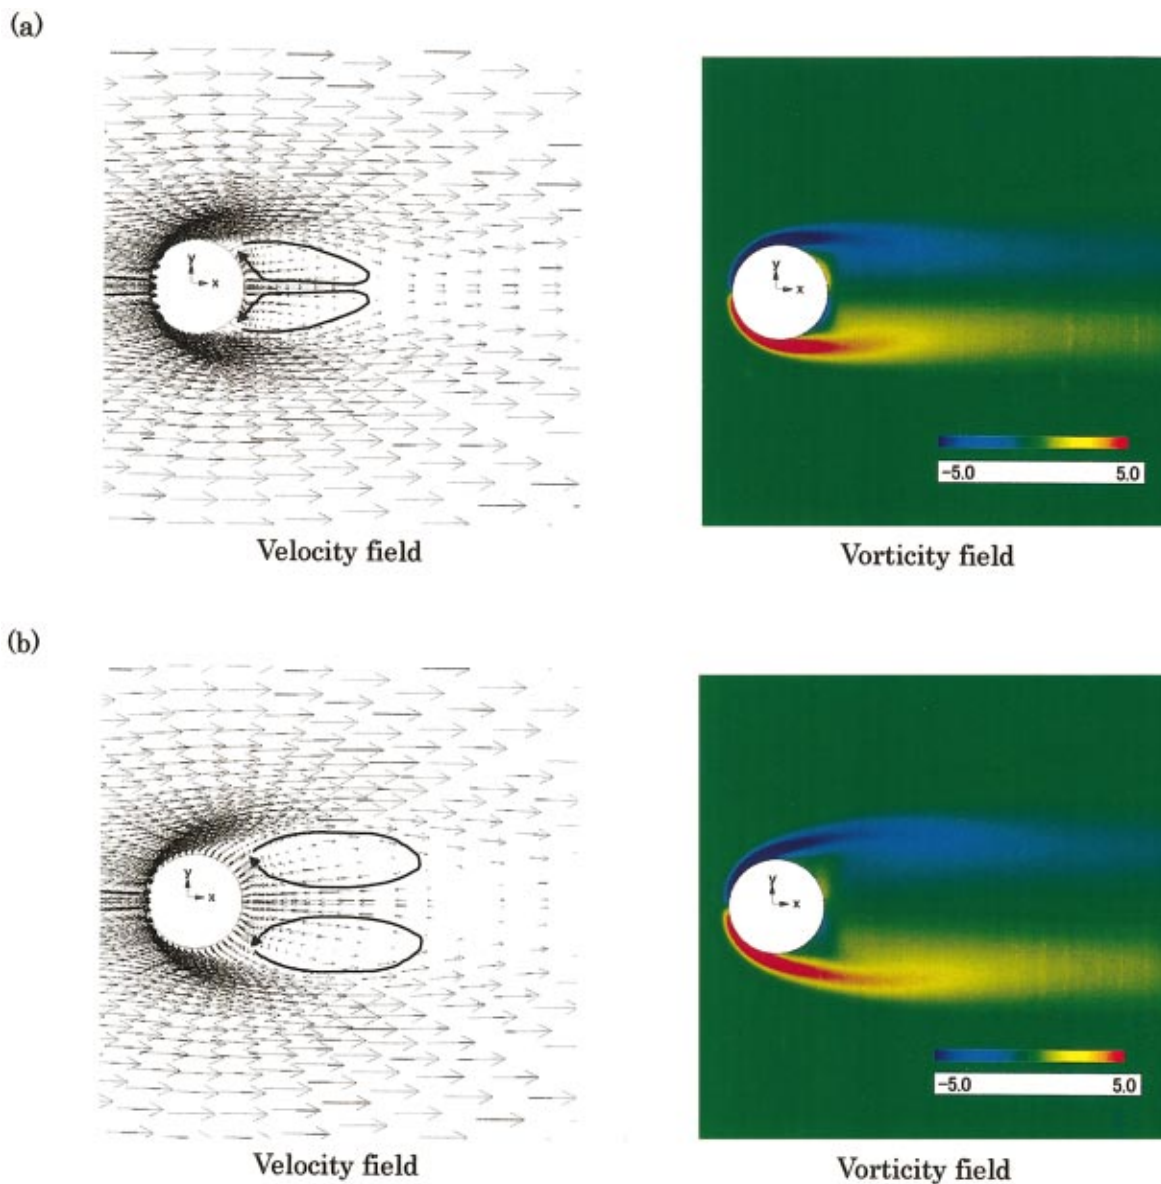 (a)
y
x
y
x
-5.0 5.0
Velocity field
Vorticity field
(b)
y
x
y
x
-5.0 5.0
Velocity field
Vorticity field